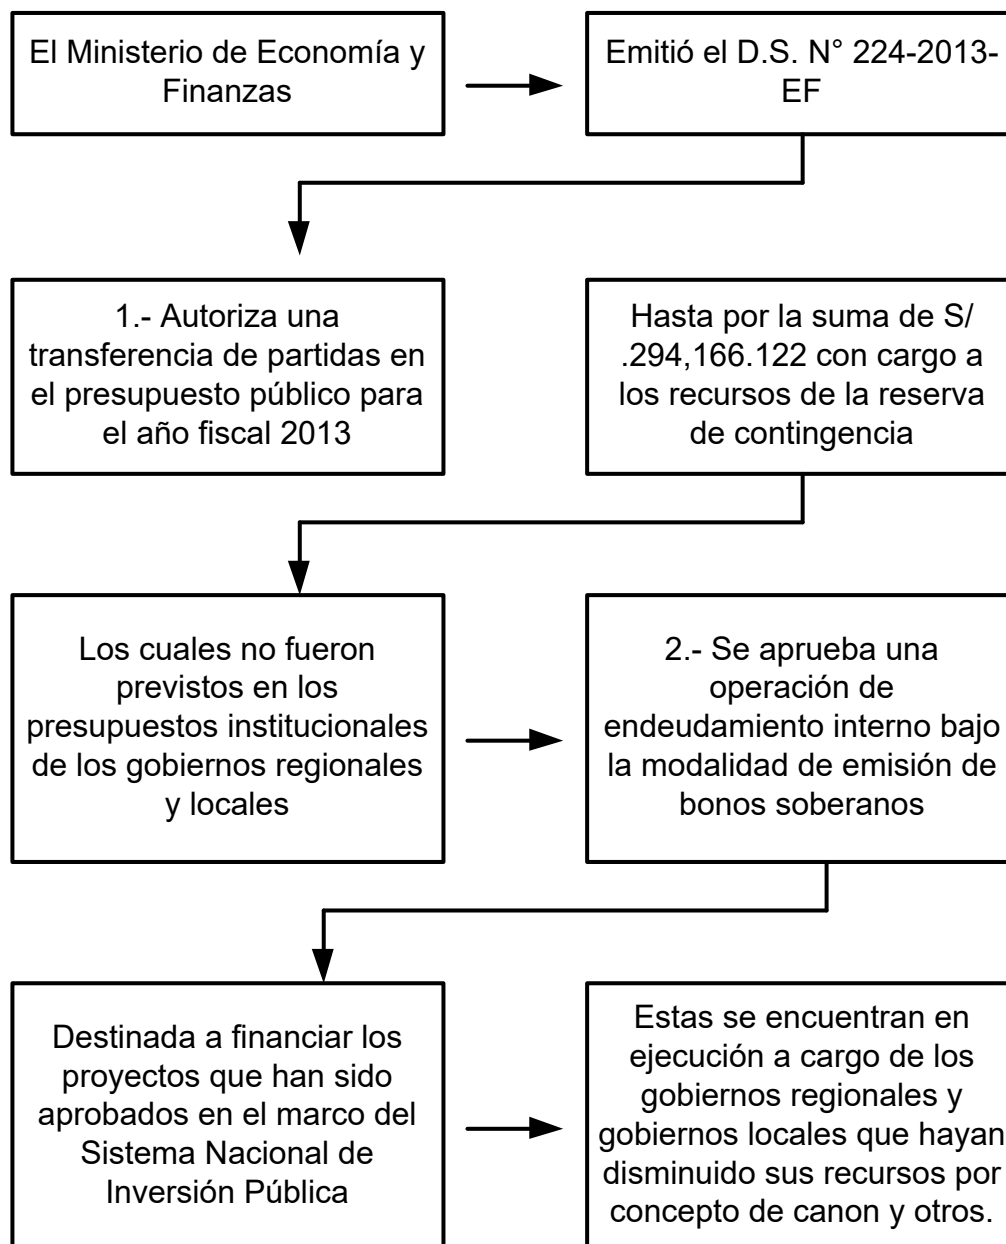 El Ministerio de Economía y
Finanzas
Emitió el D.S. N° 224-2013-
EF
1.- Autoriza una
transferencia de partidas en
el presupuesto público para
el año fiscal 2013
Hasta por la suma de S/
.294,166.122 con cargo a
los recursos de la reserva
de contingencia
Los cuales no fueron
previstos en los
presupuestos institucionales
de los gobiernos regionales
y locales
2.- Se aprueba una
operación de
endeudamiento interno bajo
la modalidad de emisión de
bonos soberanos
Destinada a financiar los
proyectos que han sido
aprobados en el marco del
Sistema Nacional de
Inversión Pública
Estas se encuentran en
ejecución a cargo de los
gobiernos regionales y
gobiernos locales que hayan
disminuido sus recursos por
concepto de canon y otros.